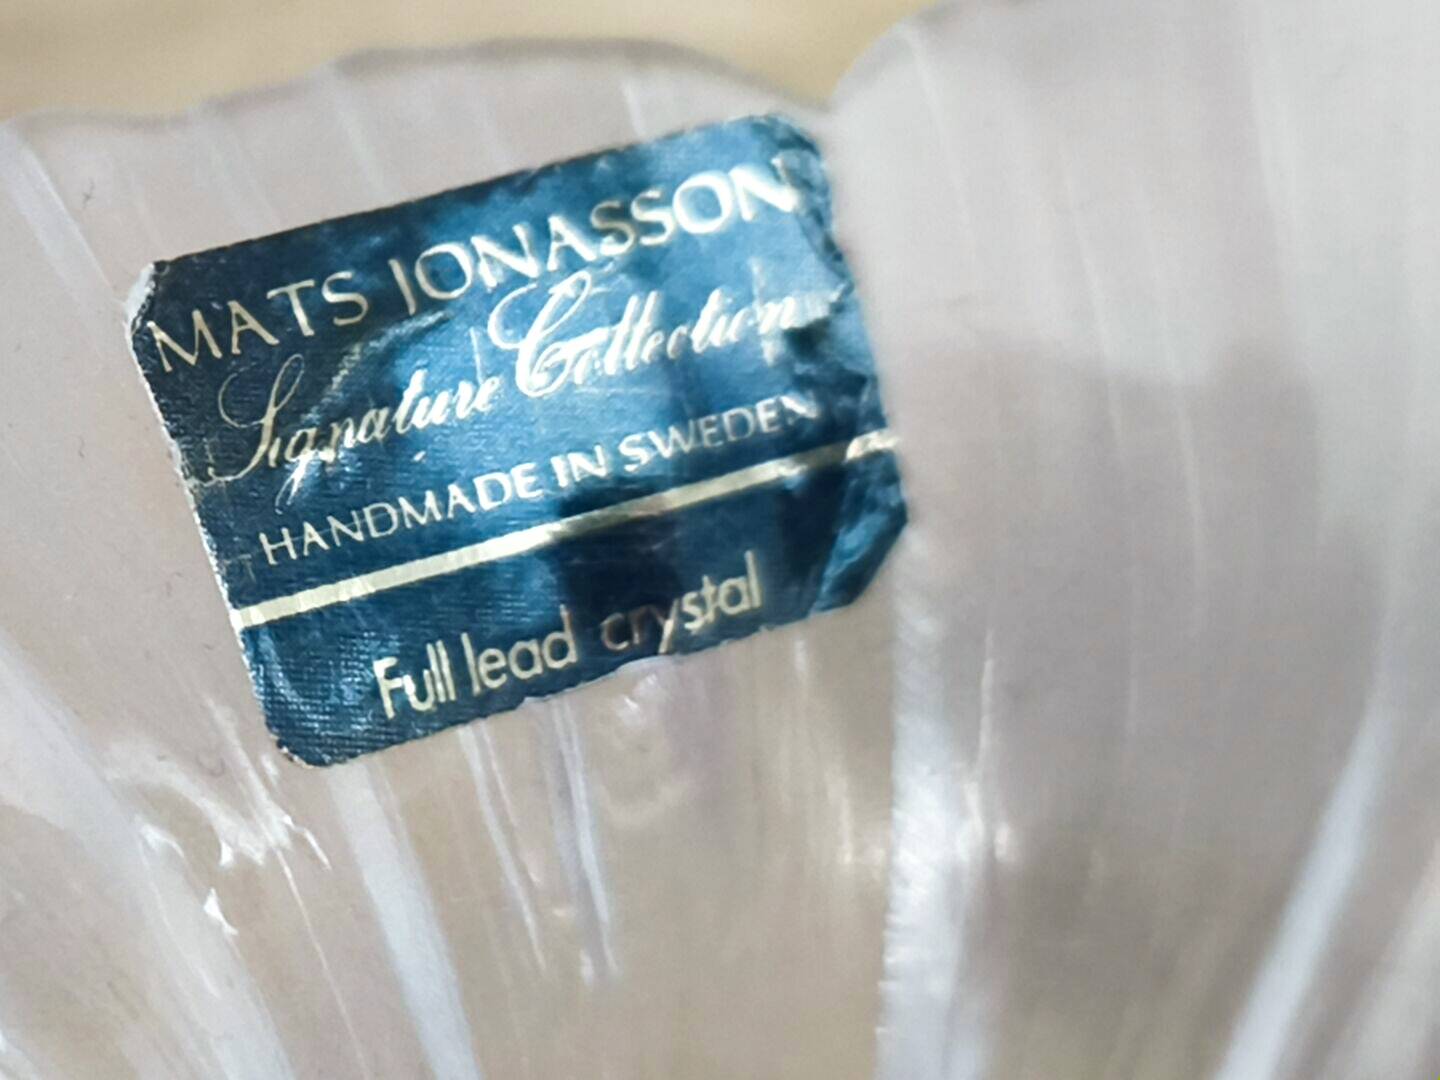 MATS JONASSON
Signature Collection
HANDMADE IN SWEDEN
Full lead crystal